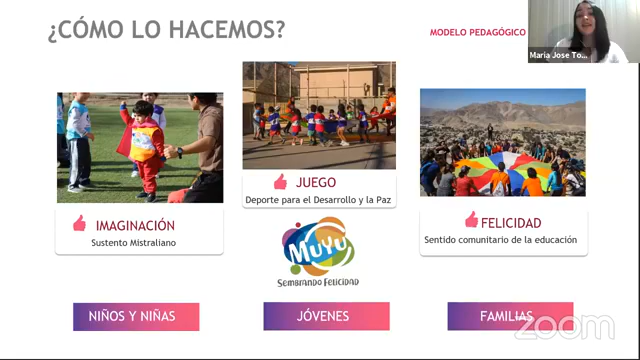 ¿CÓMO LO HACEMOS?
MODELO PEDAGÓGICO
Maria Jose To...
JUEGO
Deporte para el Desarrollo y la Paz
IMAGINACIÓN
Sustento Mistraliano
FELICIDAD
Sentido comunitario de la educación
MUYU
Sembrando Felicidad
NIÑOS Y NIÑAS
JÓVENES
FAMILIAS
zoom